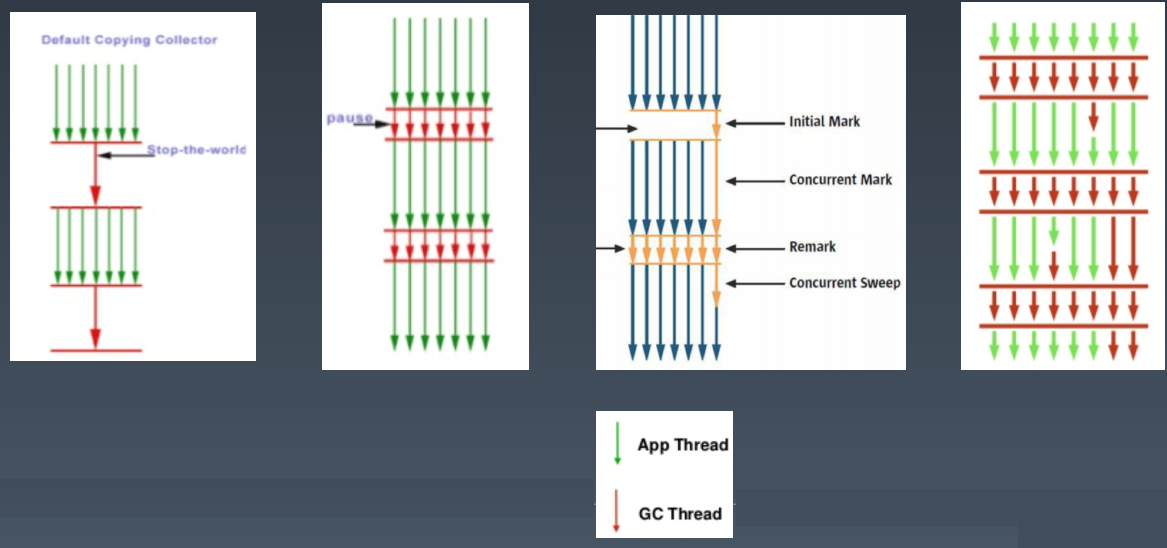 Default Copying Collector
Stop-the-world
pause
Initial Mark
Concurrent Mark
Remark
Concurrent Sweep
App Thread
GC Thread